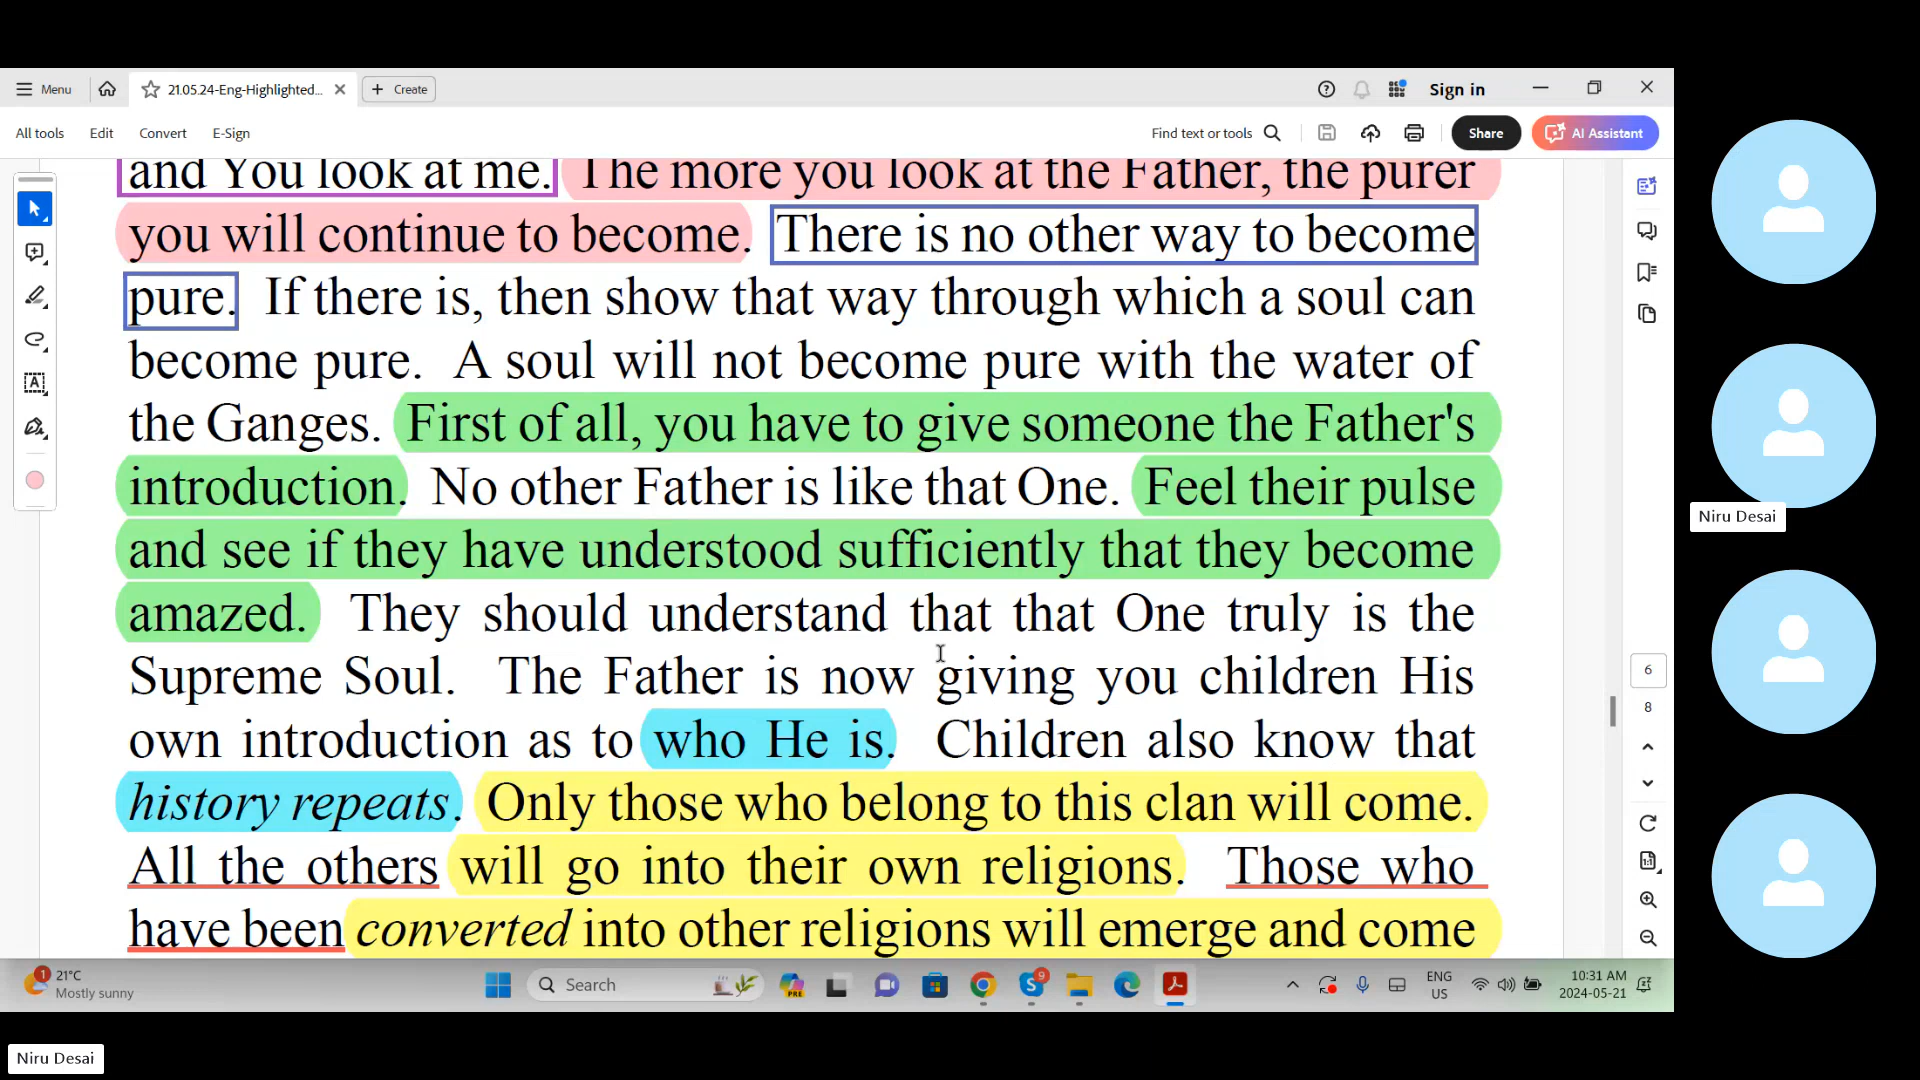 Menu
21.05.24-Eng-Highlighted...
Create
Sign in
All tools
Edit
Convert
E-Sign
Find text or tools
Share
AI Assistant
and You look at me. The more you look at the Father, the purer
you will continue to become. There is no other way to become
pure. If there is, then show that way through which a soul can
become pure. A soul will not become pure with the water of
the Ganges. First of all, you have to give someone the Father's
introduction. No other Father is like that One. Feel their pulse
and see if they have understood sufficiently that they become
amazed. They should understand that that One truly is the
Supreme Soul. The Father is now giving you children His
own introduction as to who He is. Children also know that
history repeats. Only those who belong to this clan will come.
All the others will go into their own religions. Those who
have been converted into other religions will emerge and come
6
8
1:1
Niru Desai
1
21°C
Mostly sunny
Search
PRE
9
ENG
US
10:31 AM
2024-05-21
Niru Desai